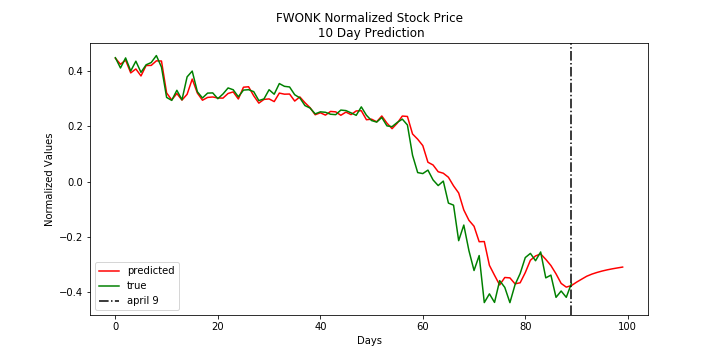 FWONK Normalized Stock Price
10 Day Prediction
Normalized Values
0.4
0.2
0.0
−0.2
−0.4
predicted
true
april 9
0
20
40
60
80
100
Days